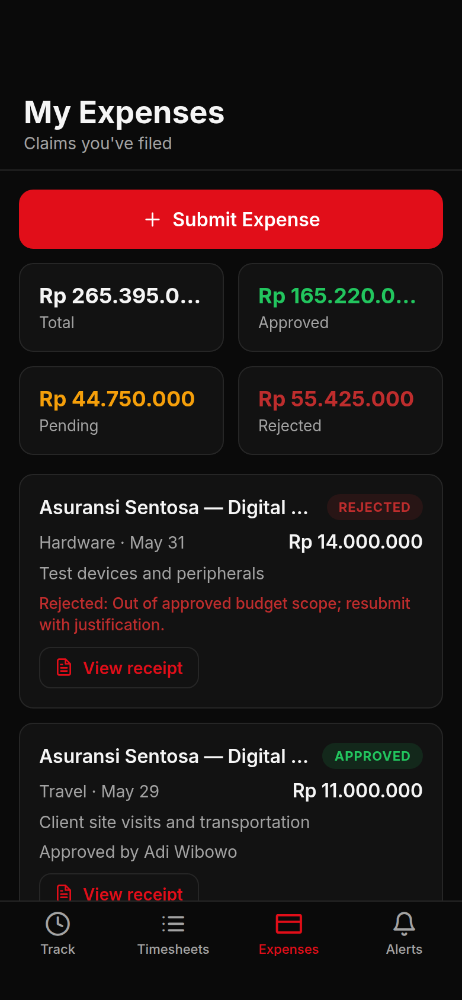 My Expenses
Claims you've filed
Submit Expense
Rp 265.395.0...
Total
Rp 165.220.0...
Approved
Rp 44.750.000
Pending
Rp 55.425.000
Rejected
Asuransi Sentosa — Digital ...
REJECTED
Hardware · May 31
Rp 14.000.000
Test devices and peripherals
Rejected: Out of approved budget scope; resubmit
with justification.
View receipt
Asuransi Sentosa — Digital ...
APPROVED
Travel · May 29
Rp 11.000.000
Client site visits and transportation
Approved by Adi Wibowo
View receipt
Track
Timesheets
Expenses
Alerts